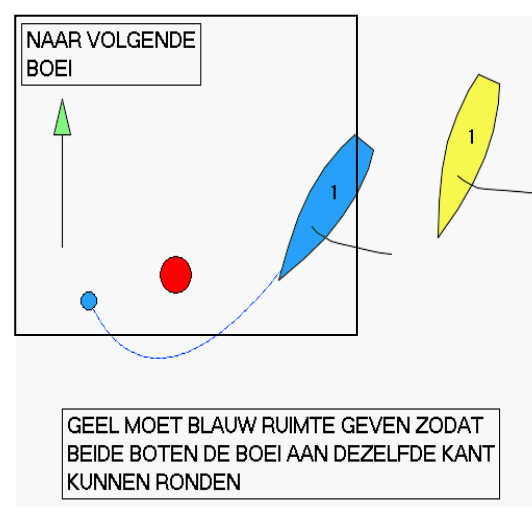 NAAR VOLGENDE
BOEI
1
1
GEEL MOET BLAUW RUIMTE GEVEN ZODAT
BEIDE BOTEN DE BOEI AAN DEZELFDE KANT
KUNNEN RONDEN